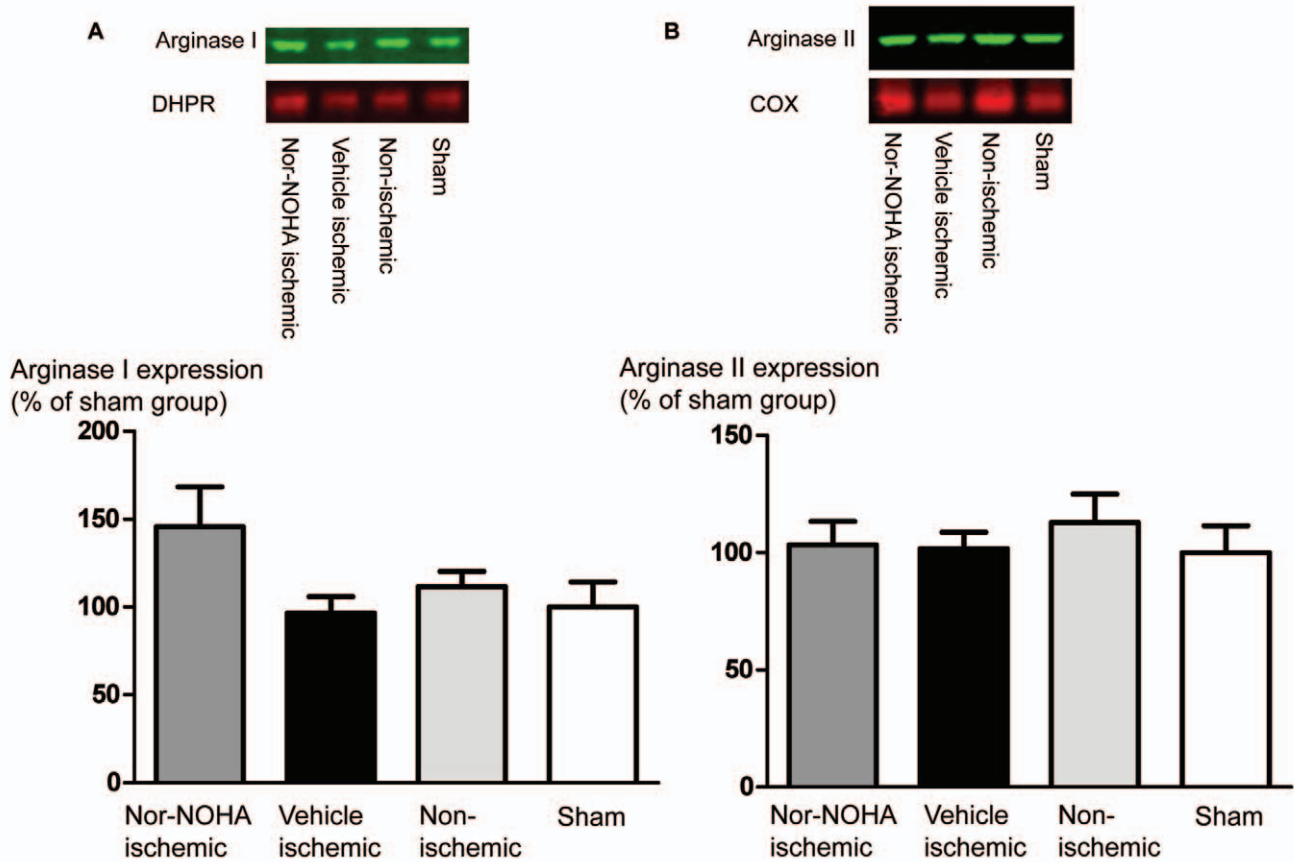 A
Arginase I
DHPR
Nor-NOHA ischemic
Vehicle ischemic
Non-ischemic
Sham
Arginase I expression
(% of sham group)
200
150
100
50
0
Nor-NOHA
ischemic
Vehicle
ischemic
Non-
ischemic
Sham
B
Arginase II
COX
Nor-NOHA ischemic
Vehicle ischemic
Non-ischemic
Sham
Arginase II expression
(% of sham group)
150
100
50
0
Nor-NOHA
ischemic
Vehicle
ischemic
Non-
ischemic
Sham